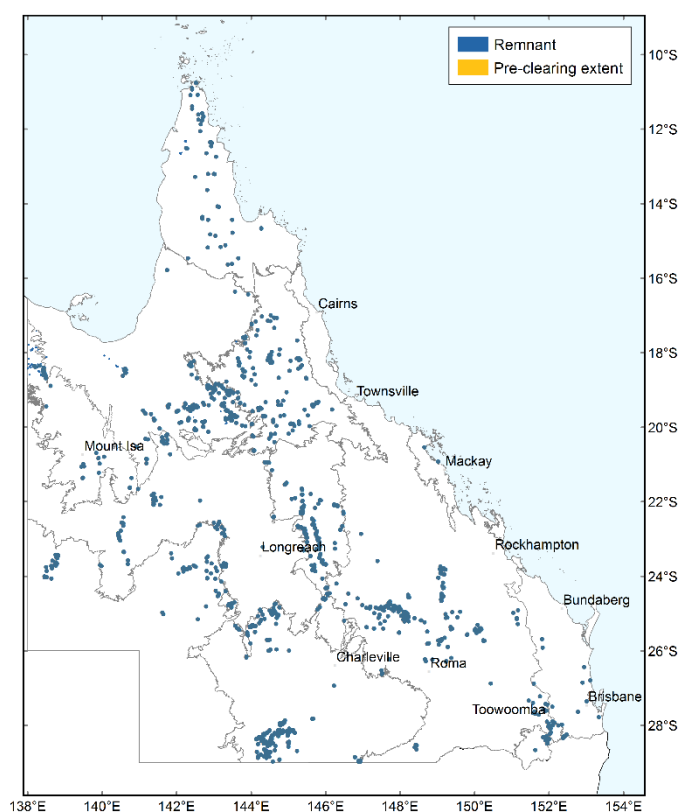 Remnant
Pre-clearing extent
10°S
12°S
14°S
16°S
Cairns
18°S
Townsville
20°S
Mount Isa
Mackay
22°S
Longreach
Rockhampton
24°S
Bundaberg
Charleville
Roma
26°S
Toowoomba
Brisbane
28°S
138°E 140°E 142°E 144°E 146°E 148°E 150°E 152°E 154°E